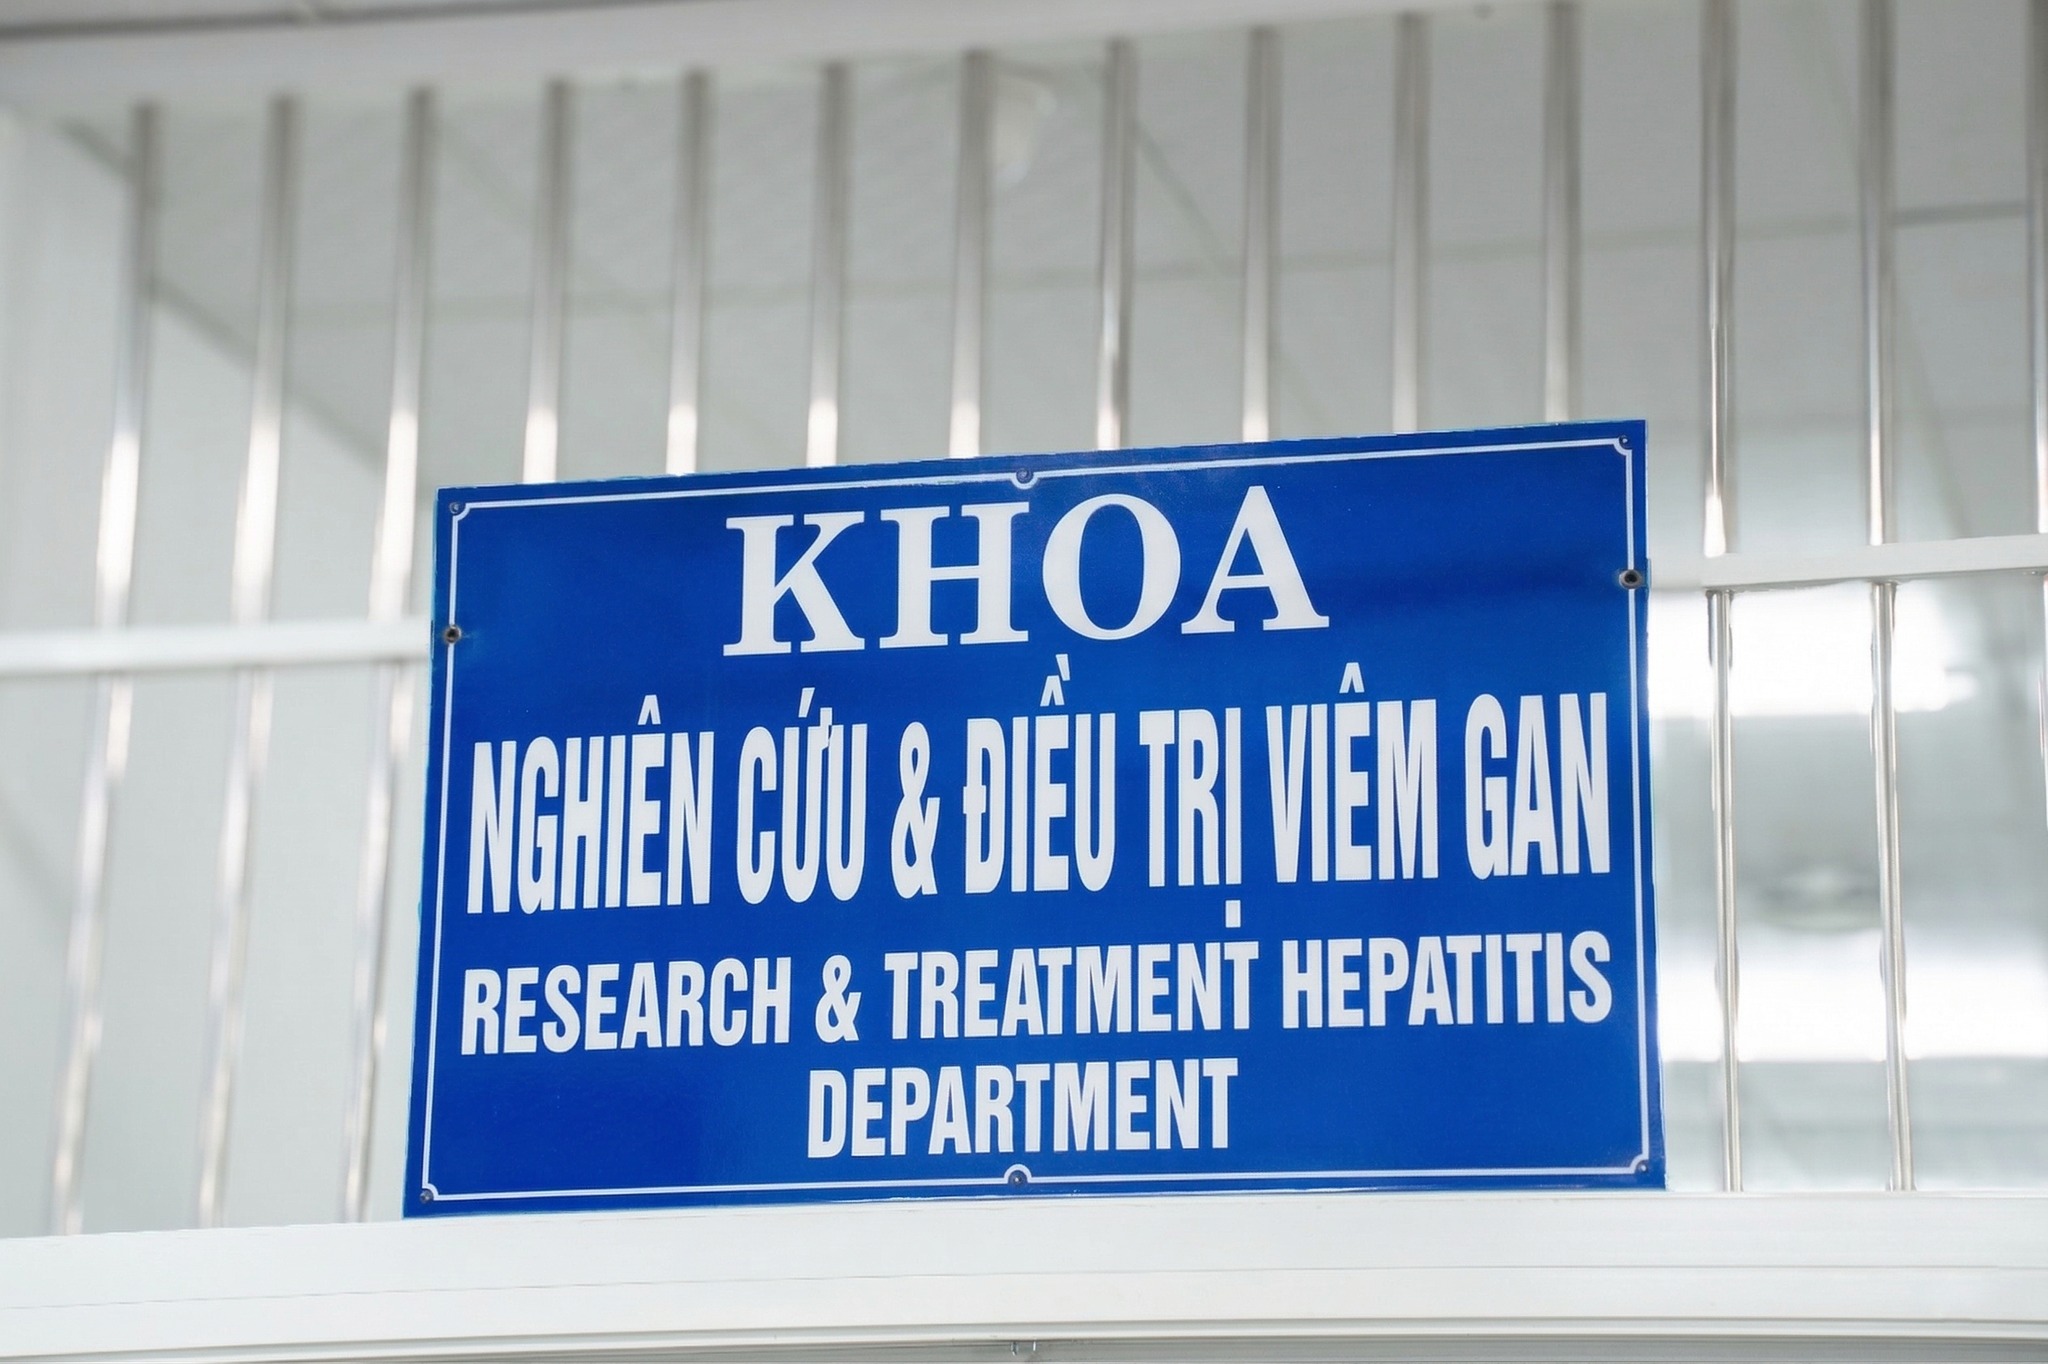 KHOA
NGHIÊN CỨU & ĐIỀU TRỊ VIÊM GAN
RESEARCH & TREATMENT HEPATITIS
DEPARTMENT